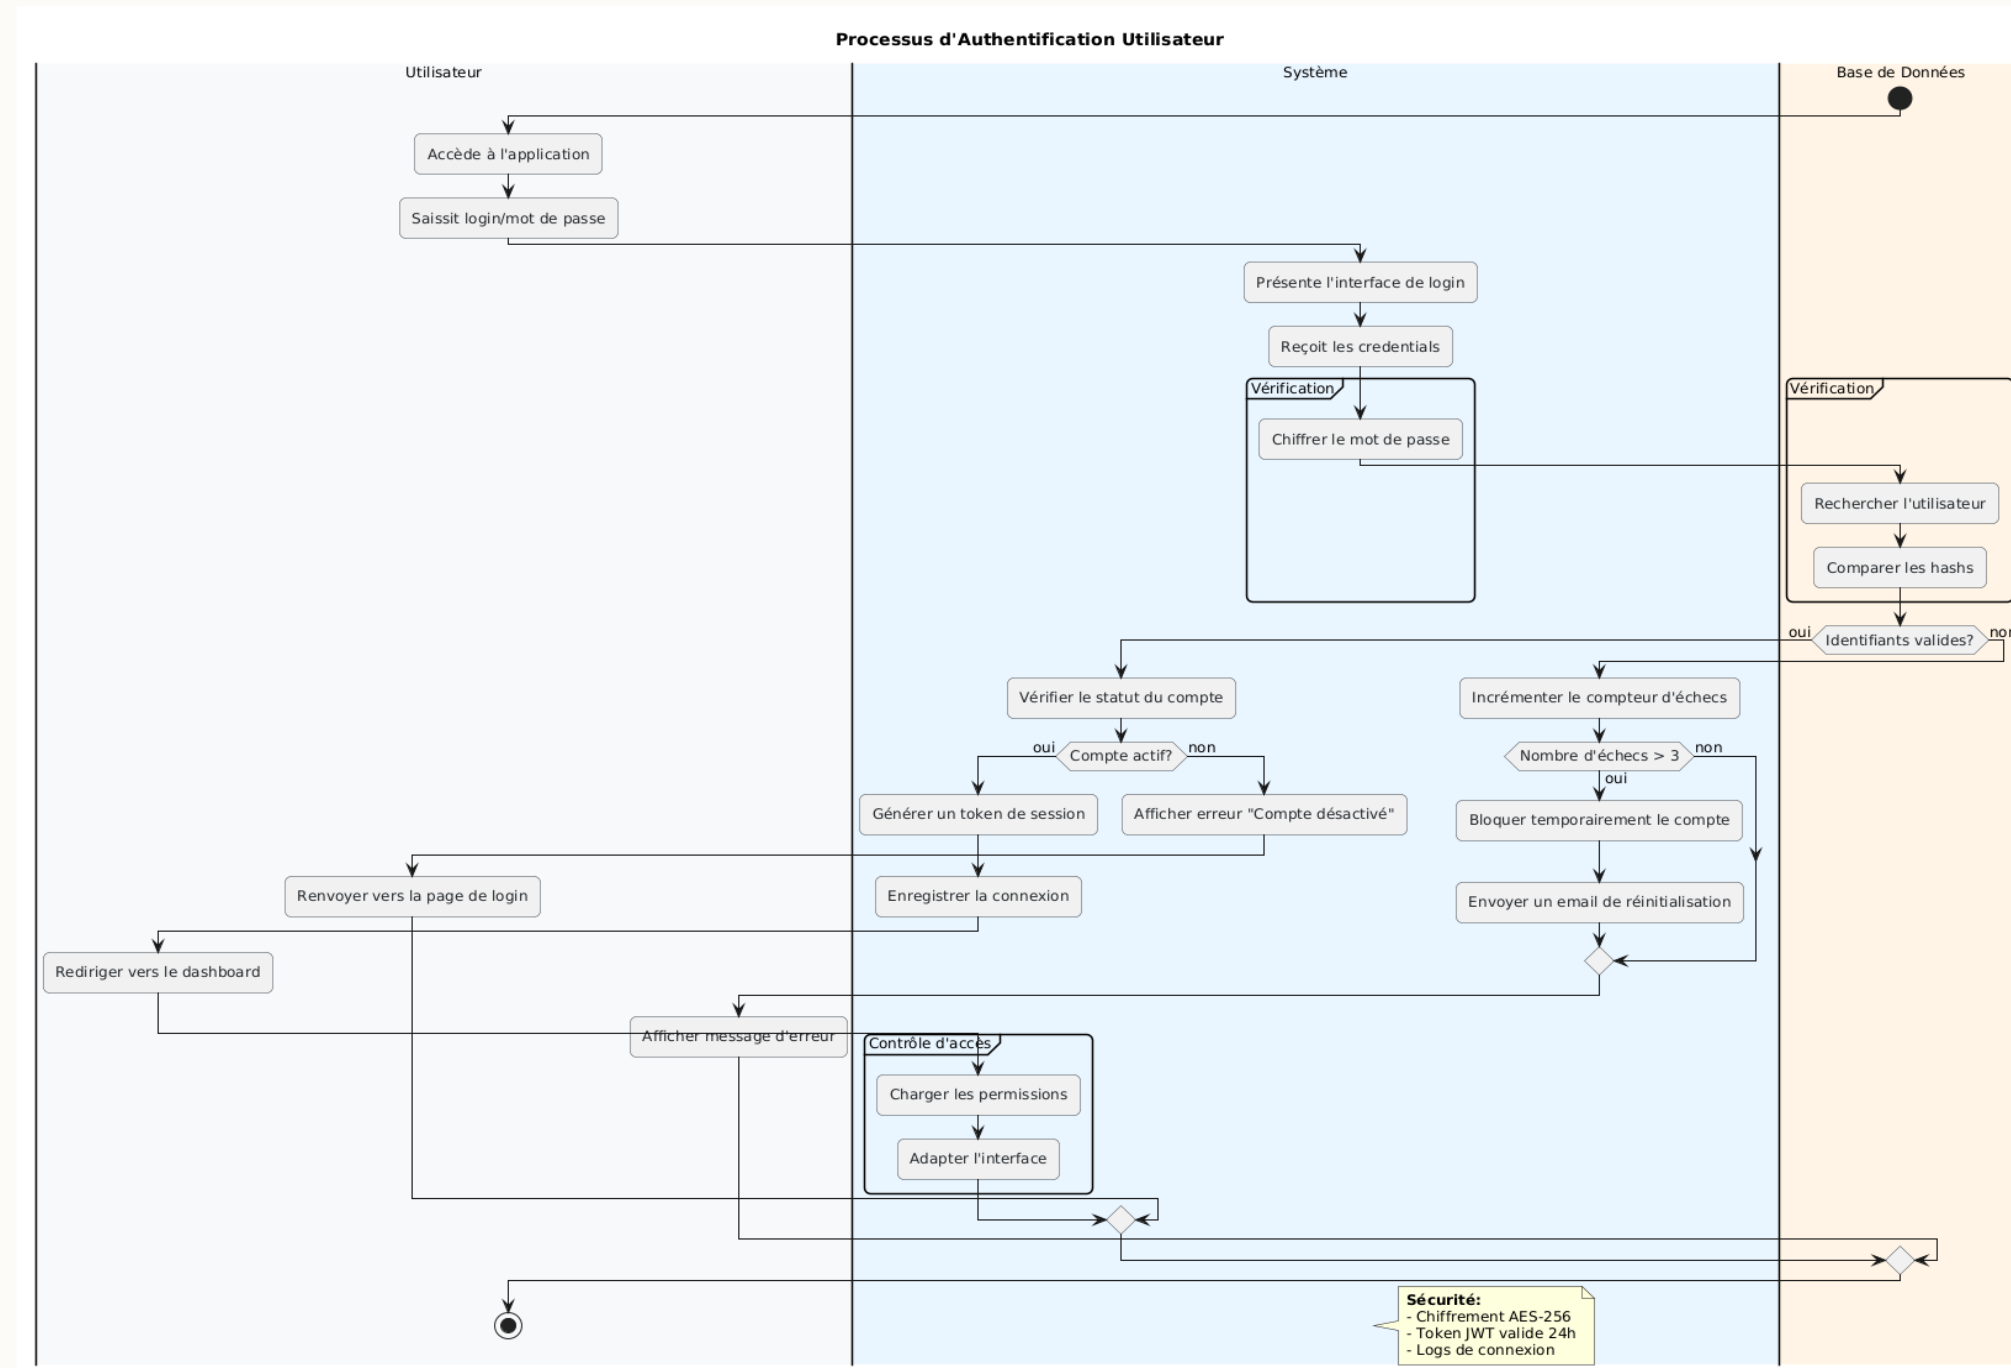 Processus d'Authentification Utilisateur
Utilisateur
Système
Base de Données
Accède à l'application
Saissit login/mot de passe
Présente l'interface de login
Reçoit les credentials
Vérification
Vérification
Chiffrer le mot de passe
Rechercher l'utilisateur
Comparer les hashs
oui
Identifiants valides?
Vérifier le statut du compte
Incrémenter le compteur d'échecs
oui
Compte actif?
non
Nombre d'échecs > 3
non
oui
Générer un token de session
Afficher erreur "Compte désactivé"
Bloquer temporairement le compte
Renvoyer vers la page de login
Enregistrer la connexion
Envoyer un email de réinitialisation
Rediriger vers le dashboard
Afficher message d'erreur
Contrôle d'accès
Charger les permissions
Adapter l'interface
Sécurité:
- Chiffrement AES-256
- Token JWT valide 24h
- Logs de connexion